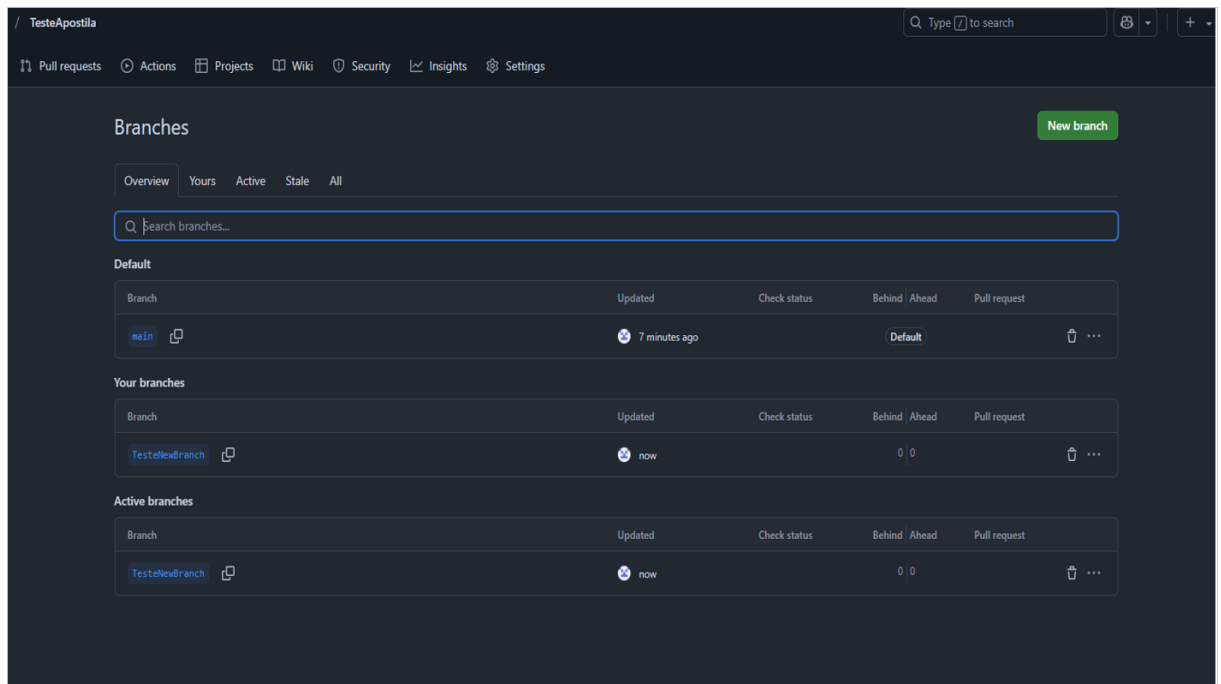 / TesteApostila Type / to search
Pull requests Actions Projects Wiki Security Insights Settings
Branches New branch
Overview Yours Active Stale All
Search branches...
Default
Branch Updated Check status Behind Ahead Pull request
main 7 minutes ago Default
Your branches
Branch Updated Check status Behind Ahead Pull request
TesteNewBranch now 0 0
Active branches
Branch Updated Check status Behind Ahead Pull request
TesteNewBranch now 0 0